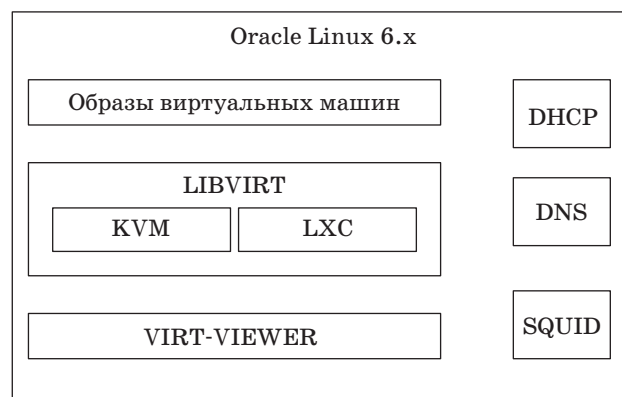 Oracle Linux 6.x
Образы виртуальных машин
DHCP
LIBVIRT
KVM
LXC
DNS
VIRT-VIEWER
SQUID